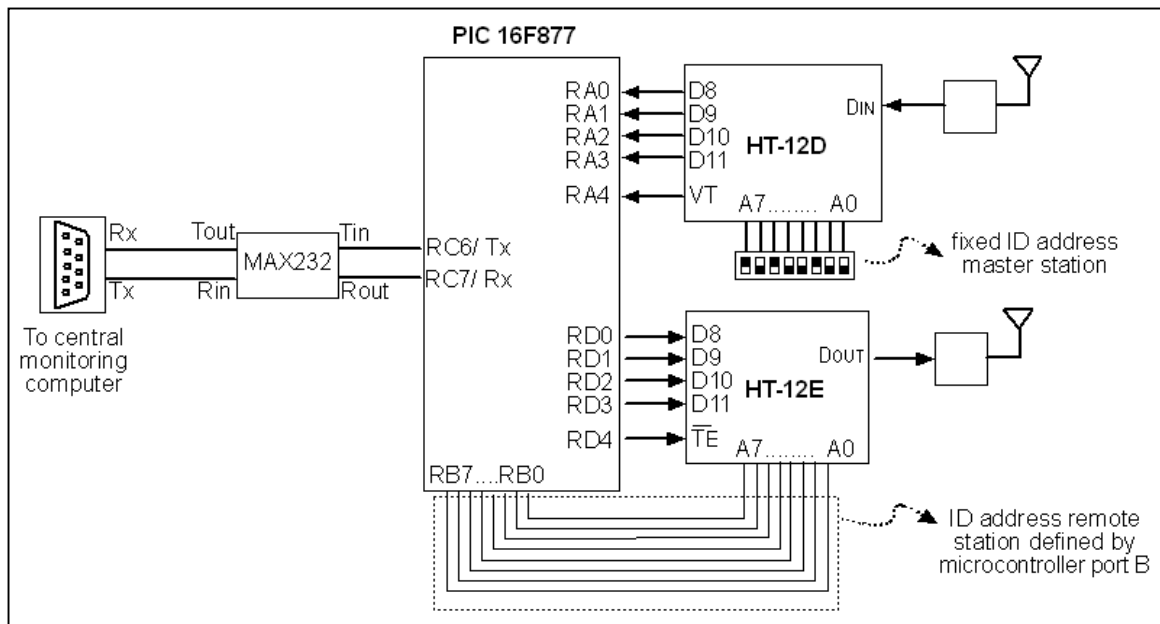 PIC 16F877
RA0
RA1
RA2
RA3
RA4
D8
D9
D10
D11
VT
HT-12D
DIN
A7........ A0
fixed ID address
master station
Rx
Tx
Tout
Rin
MAX232
Tin
Rout
RC6/ Tx
RC7/ Rx
To central
monitoring
computer
RD0
RD1
RD2
RD3
RD4
D8
D9
D10
D11
TE
HT-12E
DOUT
A7........ A0
RB7....RB0
ID address remote
station defined by
microcontroller port B